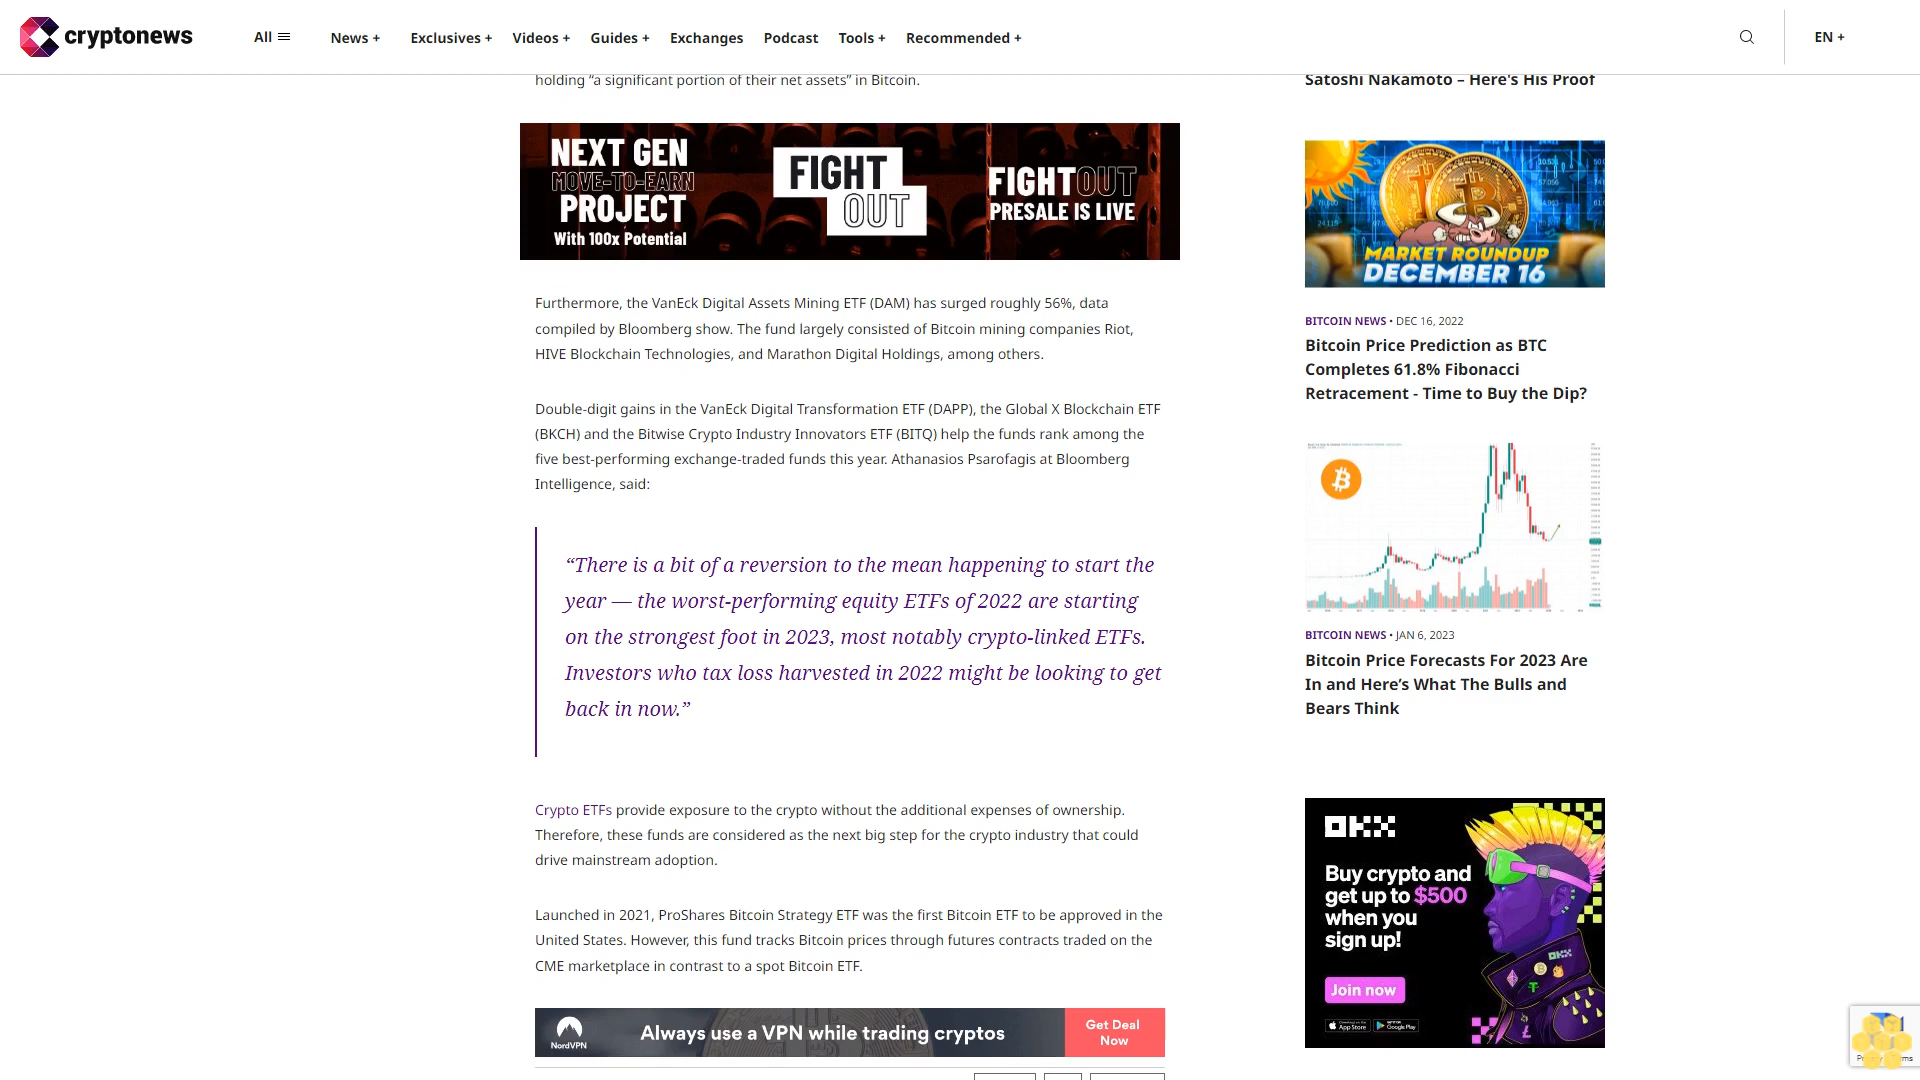 cryptonews
All
News +
Exclusives +
Videos +
Guides +
Exchanges
Podcast
Tools +
Recommended +
EN +
holding “a significant portion of their net assets” in Bitcoin.
NEXT GEN
MOVE-TO-EARN
PROJECT
With 100x Potential
FIGHT
OUT
FIGHTOUT
PRESALE IS LIVE
Furthermore, the VanEck Digital Assets Mining ETF (DAM) has surged roughly 56%, data
compiled by Bloomberg show. The fund largely consisted of Bitcoin mining companies Riot,
HIVE Blockchain Technologies, and Marathon Digital Holdings, among others.
Double-digit gains in the VanEck Digital Transformation ETF (DAPP), the Global X Blockchain ETF
(BKCH) and the Bitwise Crypto Industry Innovators ETF (BITQ) help the funds rank among the
five best-performing exchange-traded funds this year. Athanasios Psarofagis at Bloomberg
Intelligence, said:
“There is a bit of a reversion to the mean happening to start the
year — the worst-performing equity ETFs of 2022 are starting
on the strongest foot in 2023, most notably crypto-linked ETFs.
Investors who tax loss harvested in 2022 might be looking to get
back in now.”
Crypto ETFs provide exposure to the crypto without the additional expenses of ownership.
Therefore, these funds are considered as the next big step for the crypto industry that could
drive mainstream adoption.
Launched in 2021, ProShares Bitcoin Strategy ETF was the first Bitcoin ETF to be approved in the
United States. However, this fund tracks Bitcoin prices through futures contracts traded on the
CME marketplace in contrast to a spot Bitcoin ETF.
NordVPN
Always use a VPN while trading cryptos
Get Deal
Now
Satoshi Nakamoto – Here's His Proof
MARKET ROUNDUP
DECEMBER 16
BITCOIN NEWS • DEC 16, 2022
Bitcoin Price Prediction as BTC
Completes 61.8% Fibonacci
Retracement - Time to Buy the Dip?
BITCOIN NEWS • JAN 6, 2023
Bitcoin Price Forecasts For 2023 Are
In and Here’s What The Bulls and
Bears Think
OKX
Buy crypto and
get up to $500
when you
sign up!
Join now
App Store
Google Play